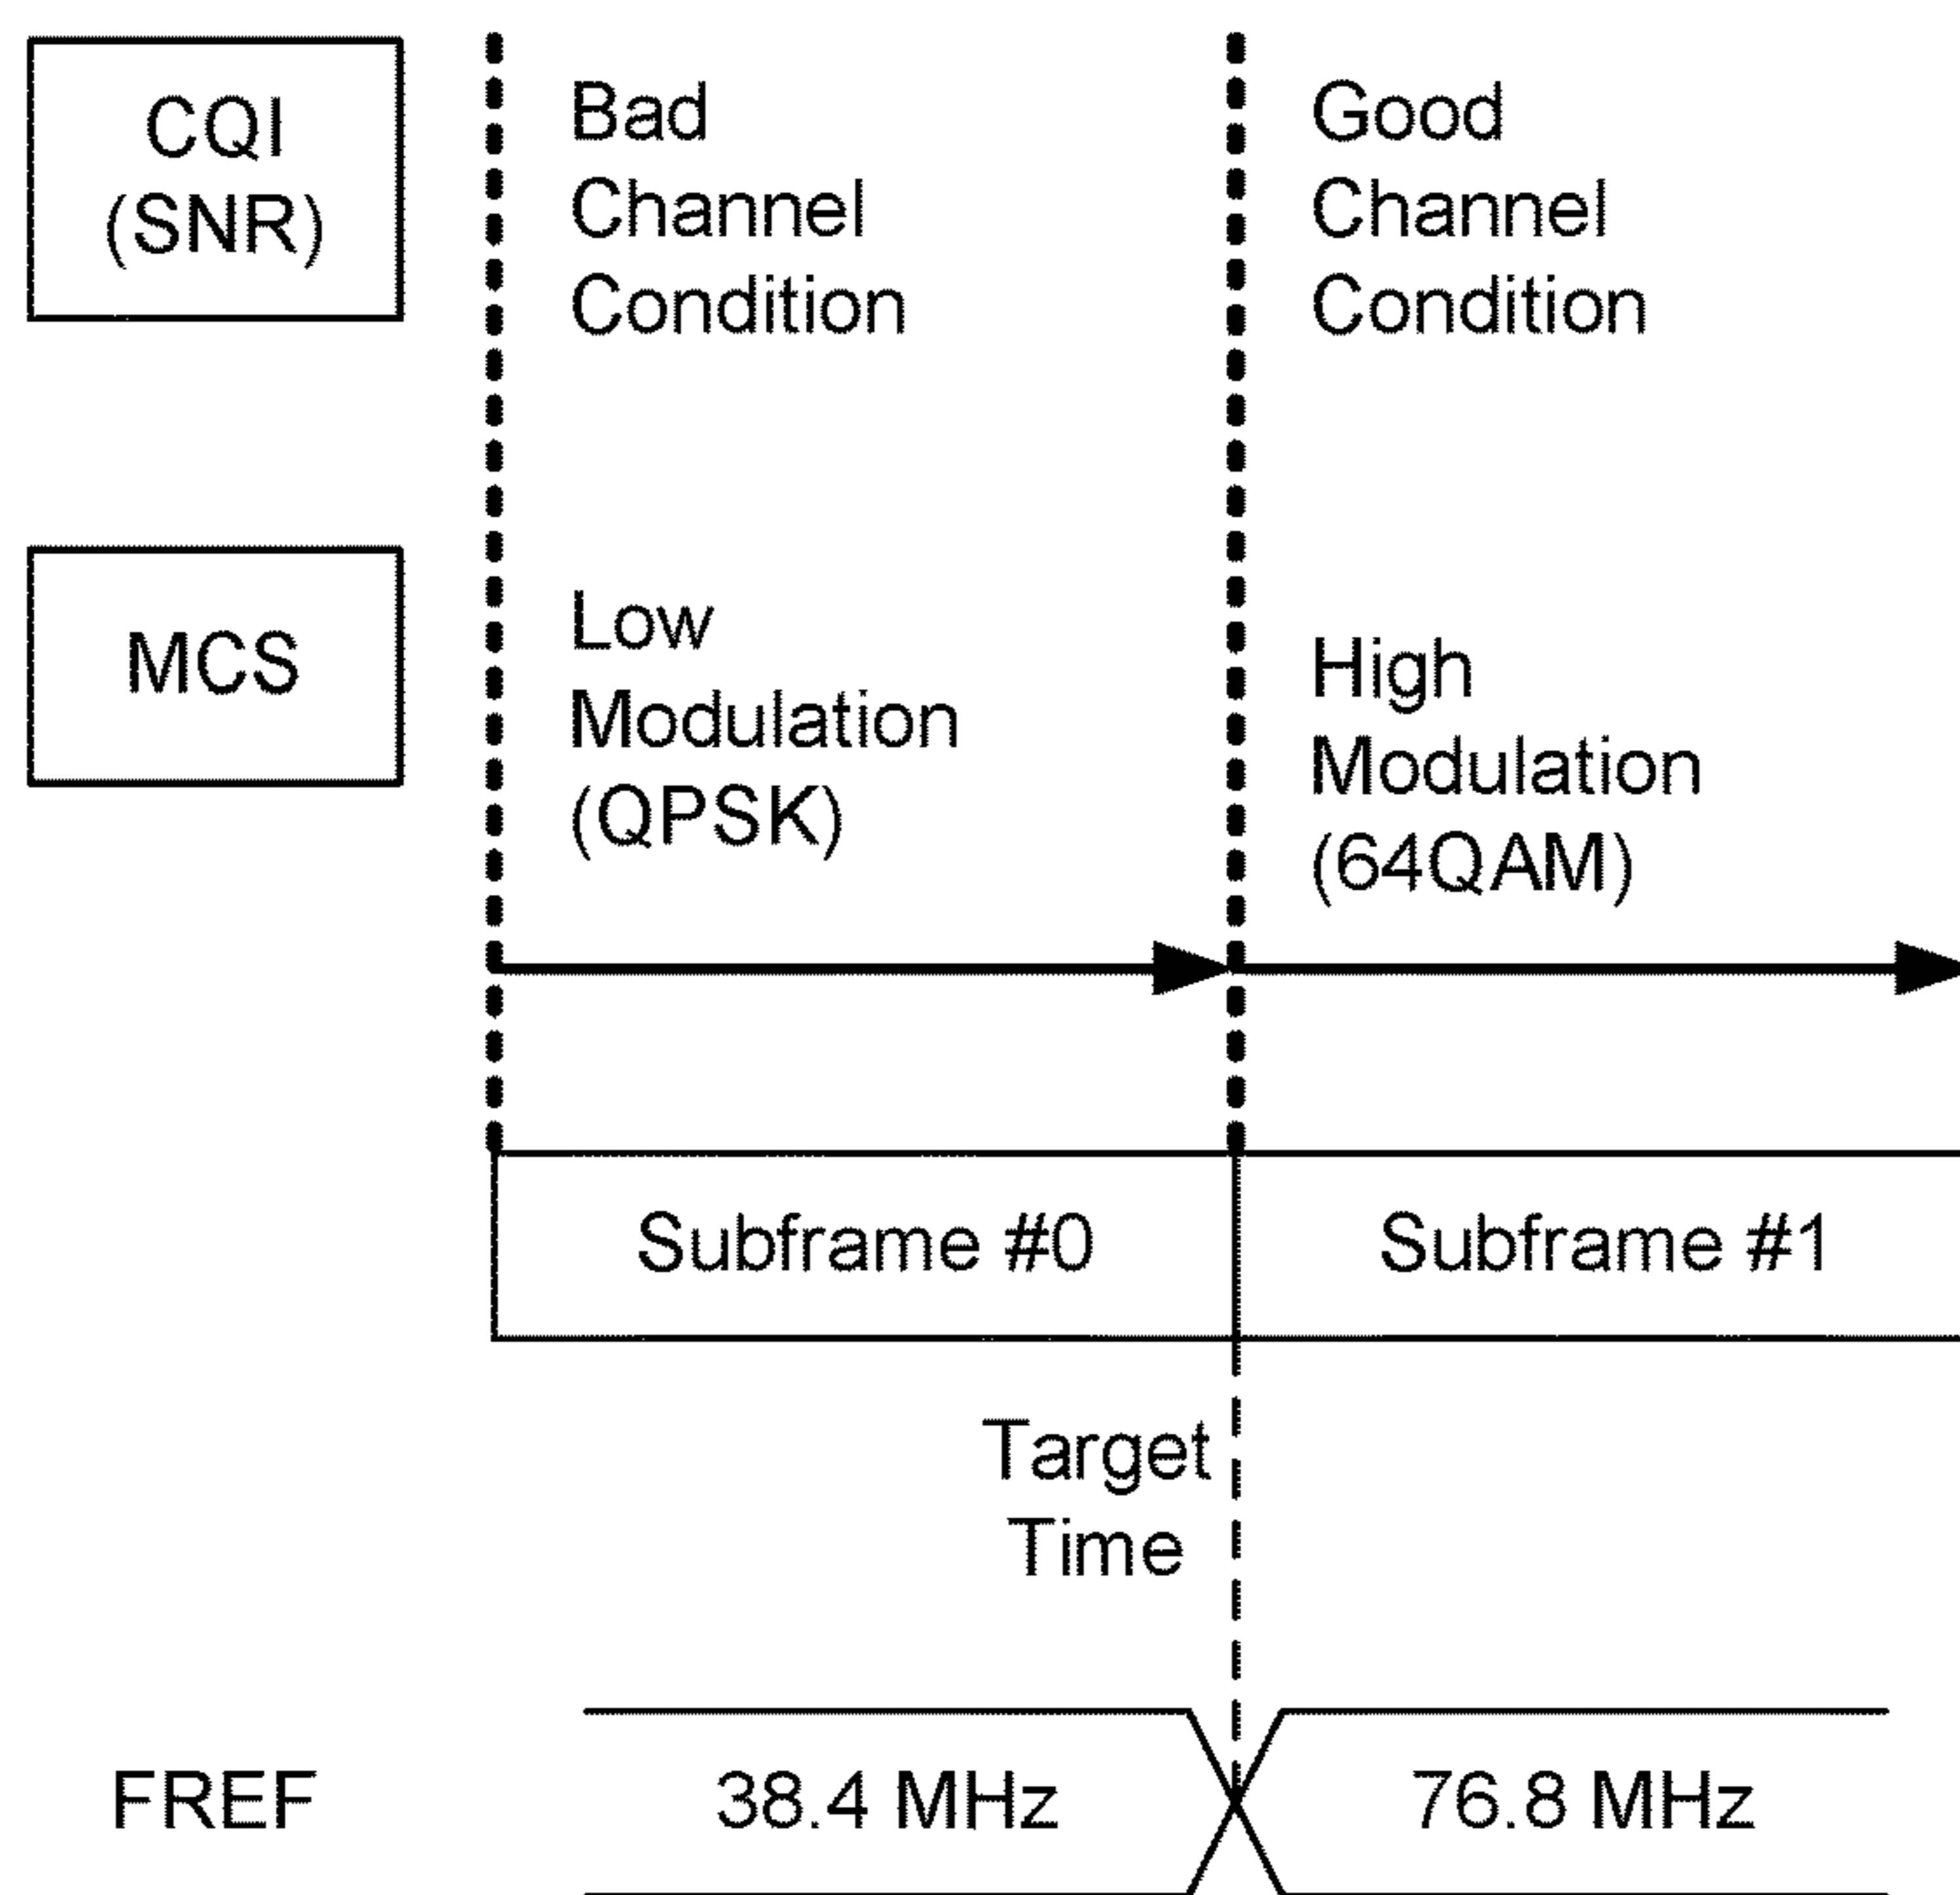 CQI
(SNR)
Bad
Channel
Condition
Good
Channel
Condition
MCS
Low
Modulation
(QPSK)
High
Modulation
(64QAM)
Subframe #0
Subframe #1
Target
Time
FREF
38.4 MHz
76.8 MHz